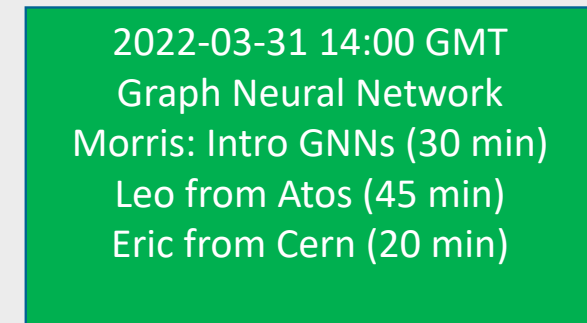 2022-03-31 14:00 GMT
Graph Neural Network
Morris: Intro GNNs (30 min)
Leo from Atos (45 min)
Eric from Cern (20 min)